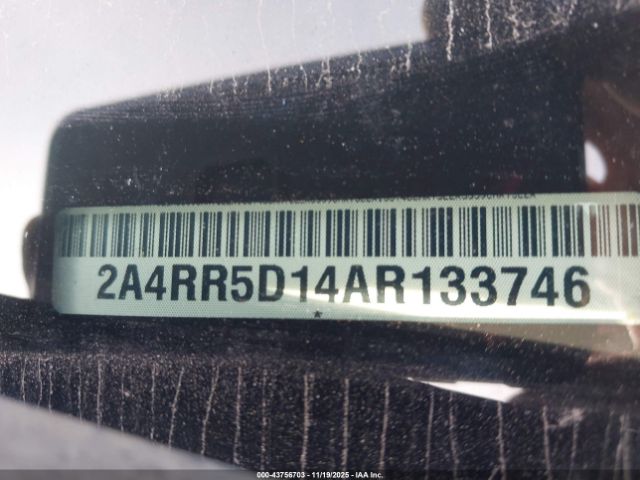 2A4RR5D14AR133746
*
000-43756703 - 11/19/2025 - IAA Inc.